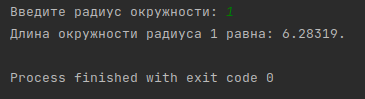 Введите радиус окружности: 1
Длина окружности радиуса 1 равна: 6.28319.
Process finished with exit code 0